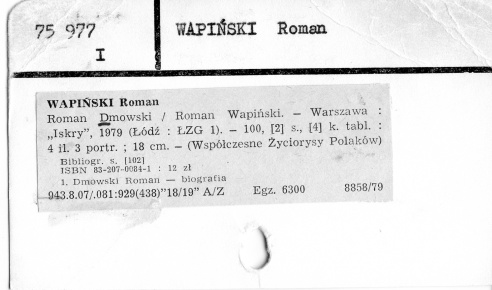 75 977
I
WAPIŃSKI Roman
WAPIŃSKI Roman
Roman Dmowski / Roman Wapiński. – Warszawa :
„Iskry”, 1979 (Łódź : ŁZG 1). – 100, [2] s., [4] k. tabl. :
4 il. 3 portr. ; 18 cm. – (Współczesne Życiorysy Polaków)
Bibliogr. s. [102]
ISBN 83-207-0084-1 : 12 zł
1. Dmowski Roman — biografia
943.8.07/.081:929(438)"18/19" A/Z Egz. 6300 8858/79